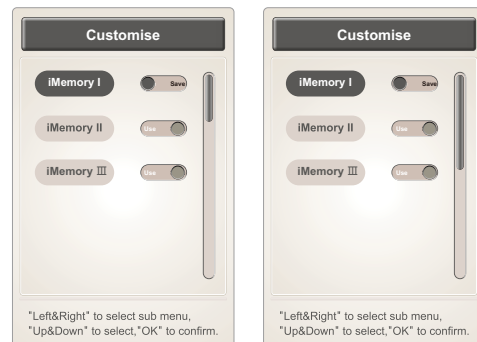 Customise
iMemory I Save
iMemory II Use
iMemory III Use
"Left&Right" to select sub menu,
"Up&Down" to select,"OK" to confirm.
Customise
iMemory I Save
iMemory II Use
iMemory III Use
"Left&Right" to select sub menu,
"Up&Down" to select,"OK" to confirm.